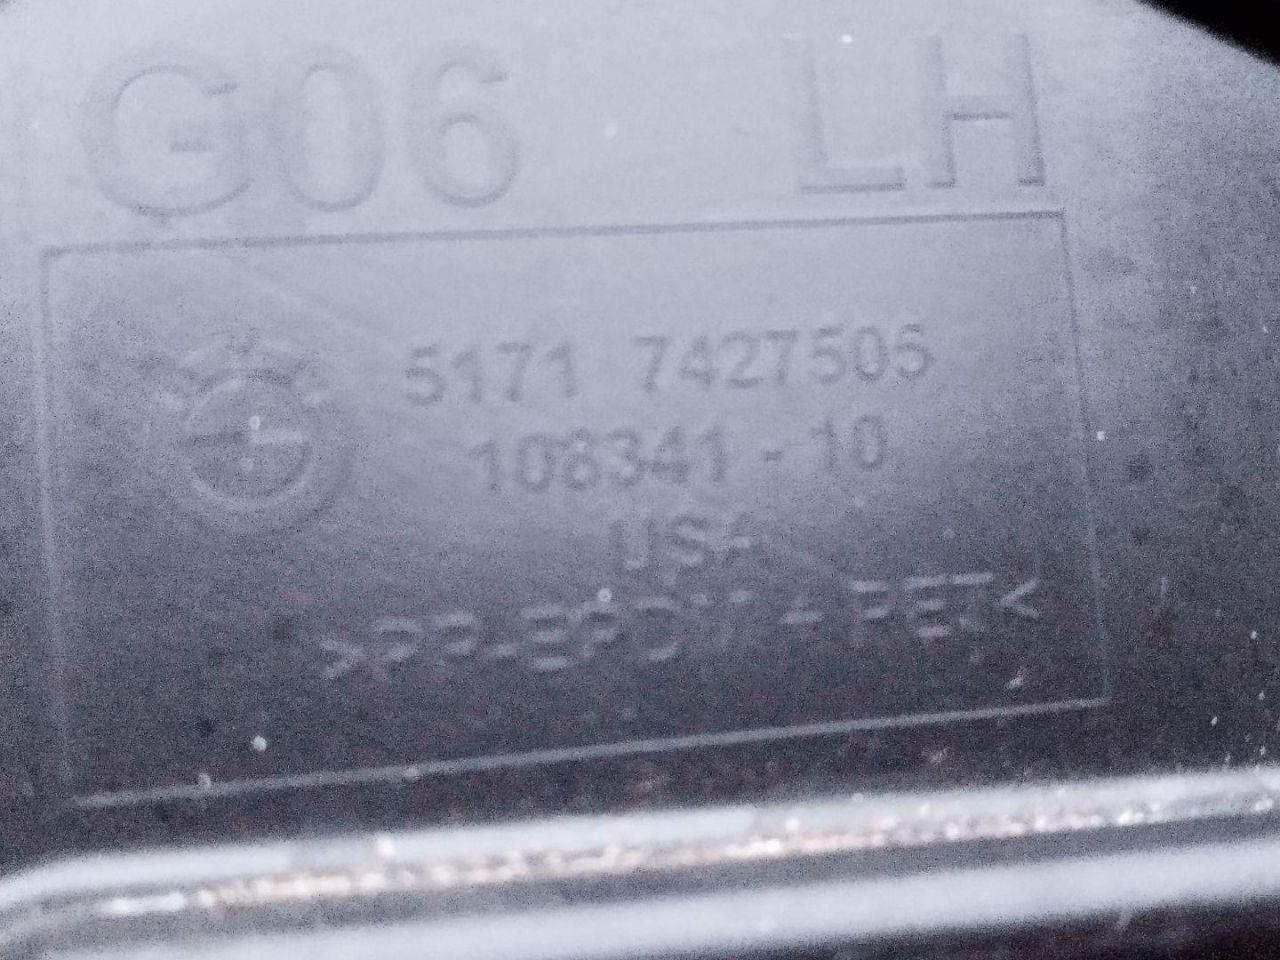 G06 LH
5171 7427505
108341 - 10
USA
>PP-EPDM + PET<